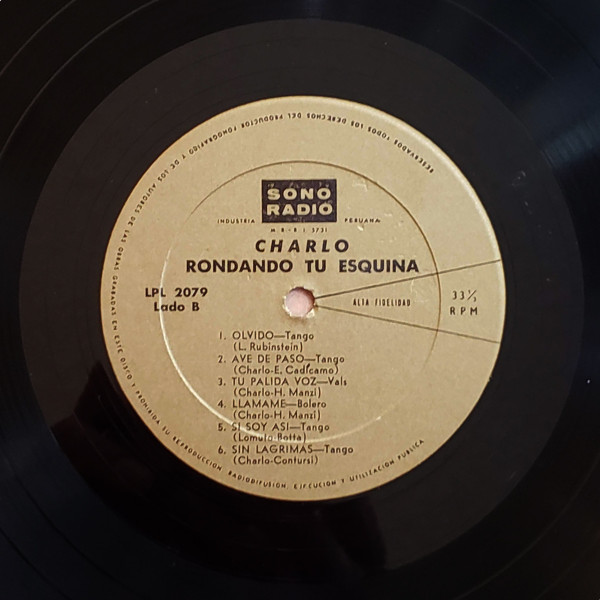 RESERVADOS TODOS LOS DERECHOS DEL PRODUCTOR FONOGRAFICO Y DE LOS AUTORES DE LAS OBRAS GRABADAS EN ESTE DISCO Y PROHIBIDA SU REPRODUCCION, RADIODIFUSION, EJECUCION Y UTILIZACION PUBLICA
SONO
RADIO
INDUSTRIA PERUANA
M R - R I 3731
CHARLO
RONDANDO TU ESQUINA
LPL 2079
Lado B
ALTA FIDELIDAD
33⅓
RPM
1. OLVIDO—Tango
(L. Rubinstein)
2. AVE DE PASO—Tango
(Charlo-E. Cadícamo)
3. TU PALIDA VOZ—Vals
(Charlo-H. Manzi)
4. LLAMAME—Bolero
(Charlo-H. Manzi)
5. SI SOY ASI—Tango
(Lomuto Botta)
6. SIN LAGRIMAS—Tango
(Charlo-Contursi)